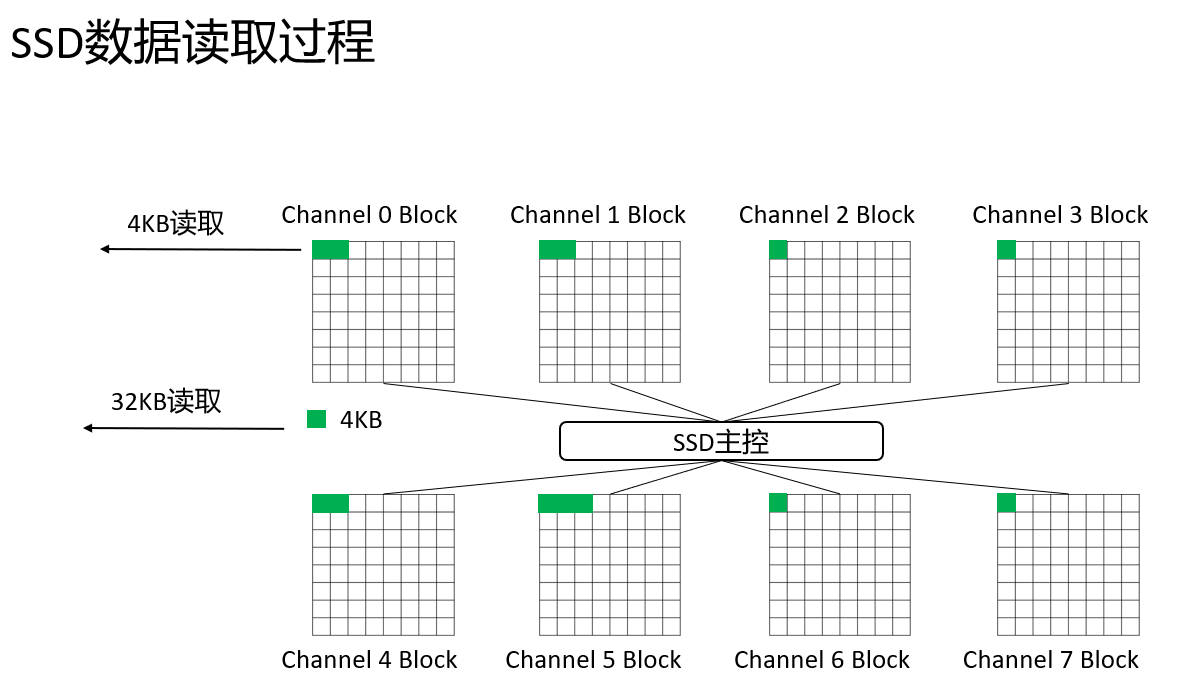 SSD数据读取过程
4KB读取
Channel 0 Block
Channel 1 Block
Channel 2 Block
Channel 3 Block
32KB读取
4KB
SSD主控
Channel 4 Block
Channel 5 Block
Channel 6 Block
Channel 7 Block